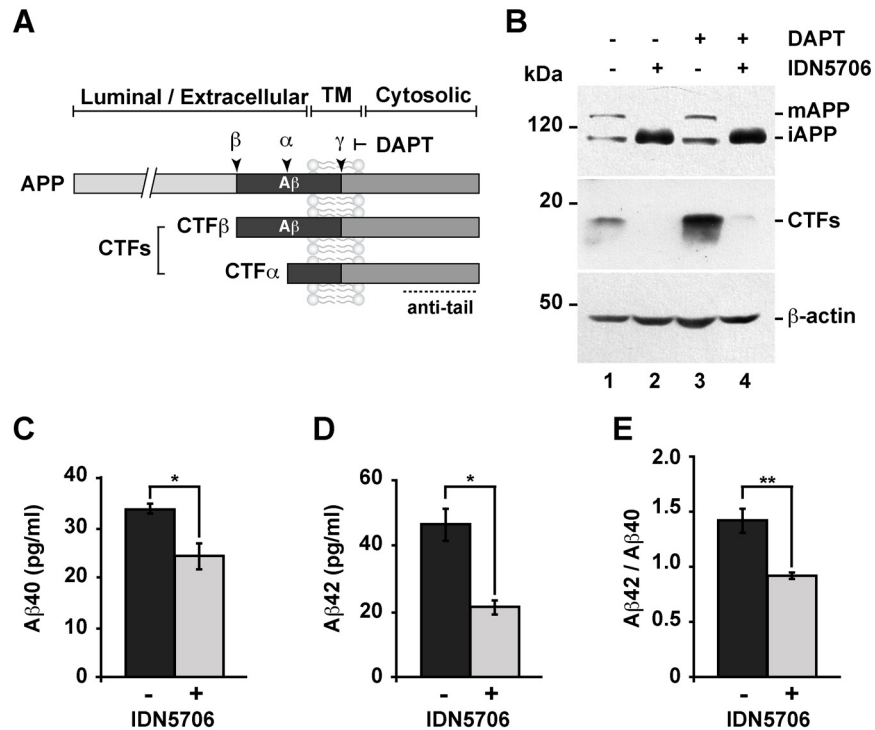 A
Luminal / Extracellular TM Cytosolic
β α γ DAPT
APP Aβ
CTFs CTFβ Aβ
CTFα
anti-tail
B
- - + + DAPT
- + - + IDN5706
kDa
120 mAPP
iAPP
20 CTFs
50 β-actin
1 2 3 4
C
Aβ40 (pg/ml)
40
30
20
10
0
*
- +
IDN5706
D
Aβ42 (pg/ml)
60
40
20
0
*
- +
IDN5706
E
Aβ42 / Aβ40
2.0
1.5
1.0
0.5
0
**
- +
IDN5706